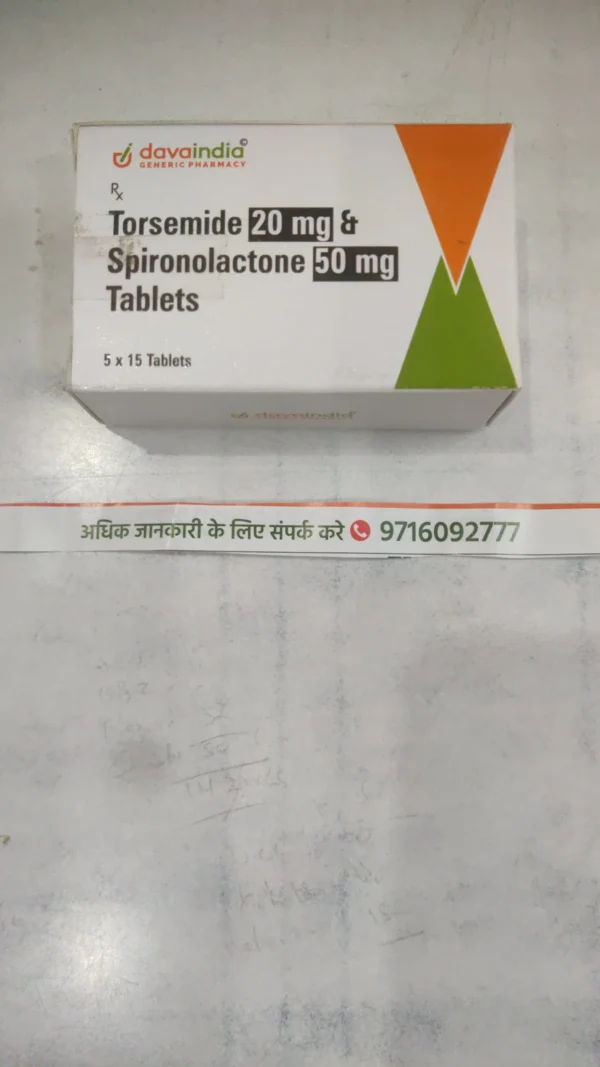 davaindia
GENERIC PHARMACY
Rx
Torsemide 20 mg &
Spironolactone 50 mg
Tablets
5 x 15 Tablets
davaindia
अधिक जानकारी के लिए संपर्क करे 9716092777